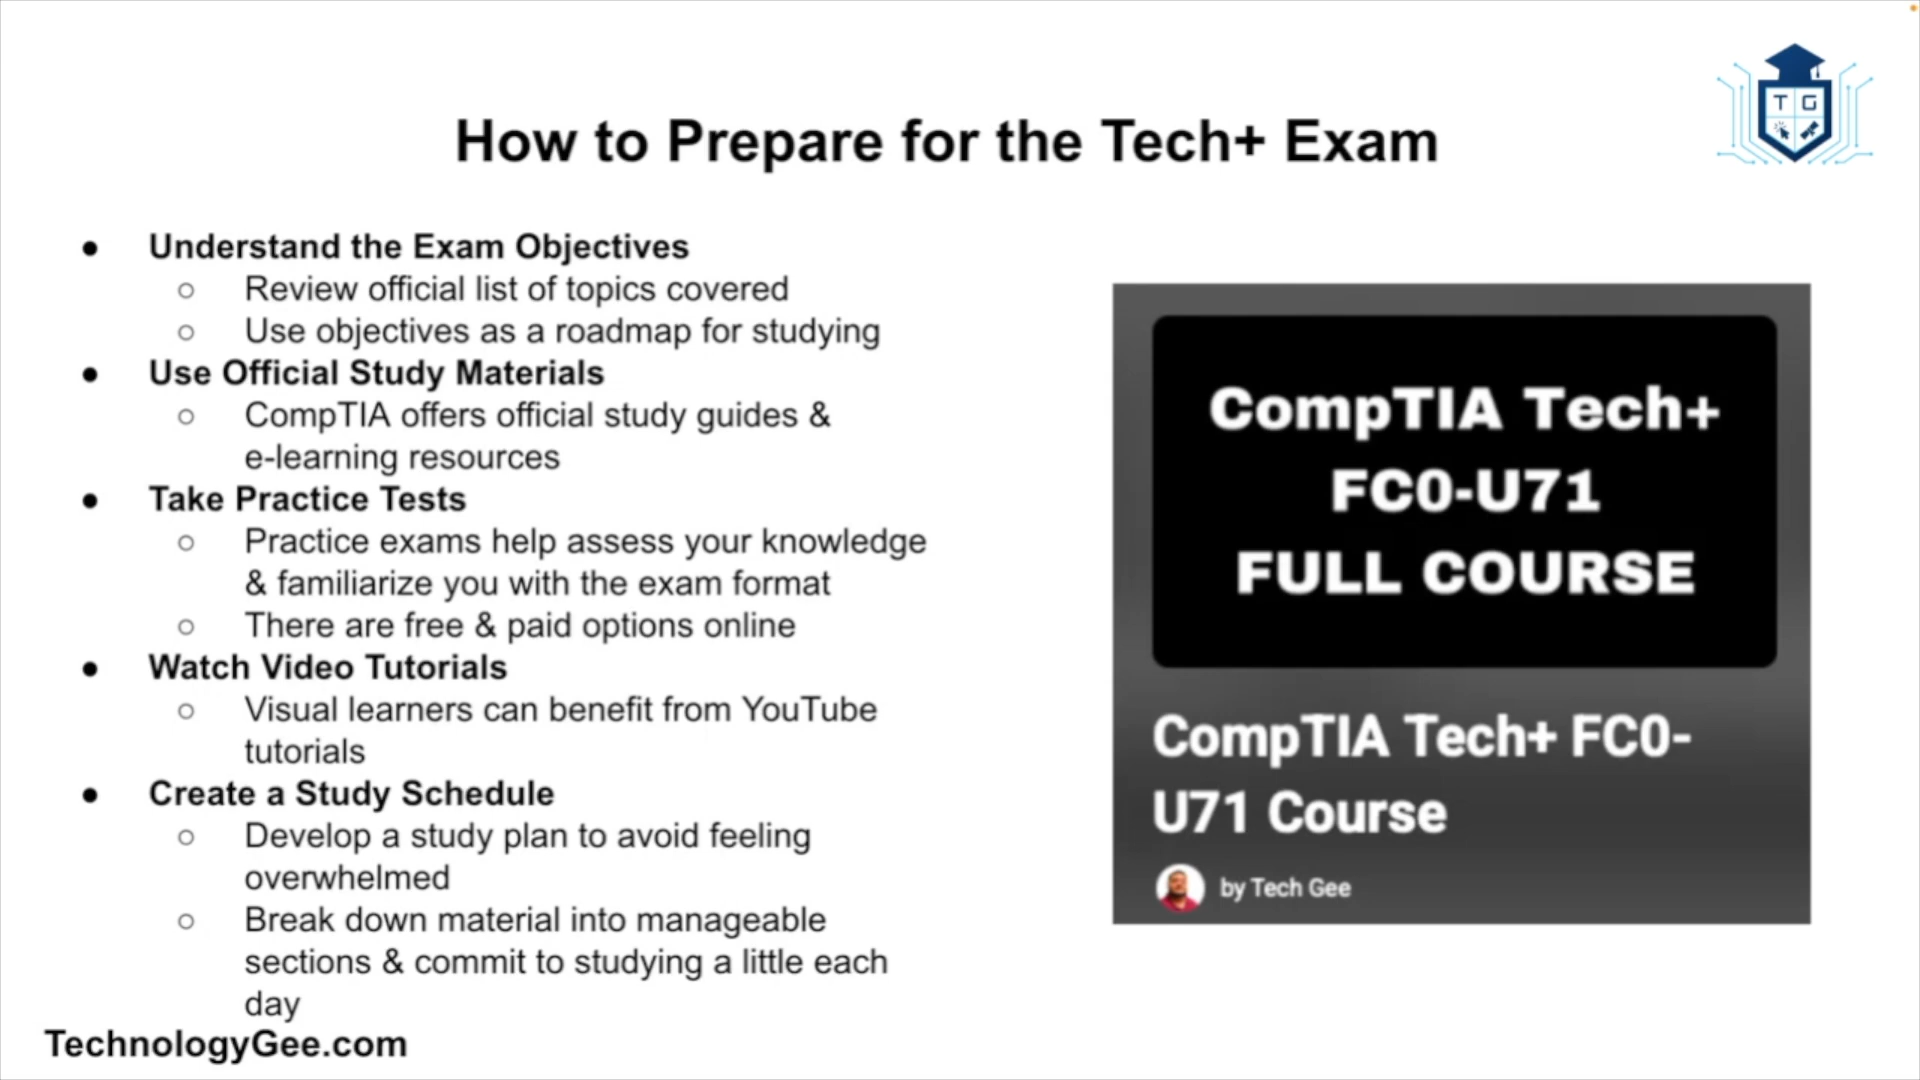 T G
How to Prepare for the Tech+ Exam
● Understand the Exam Objectives
○ Review official list of topics covered
○ Use objectives as a roadmap for studying
● Use Official Study Materials
○ CompTIA offers official study guides &
e-learning resources
● Take Practice Tests
○ Practice exams help assess your knowledge
& familiarize you with the exam format
○ There are free & paid options online
● Watch Video Tutorials
○ Visual learners can benefit from YouTube
tutorials
● Create a Study Schedule
○ Develop a study plan to avoid feeling
overwhelmed
○ Break down material into manageable
sections & commit to studying a little each
day
CompTIA Tech+
FC0-U71
FULL COURSE
CompTIA Tech+ FC0-
U71 Course
by Tech Gee
TechnologyGee.com